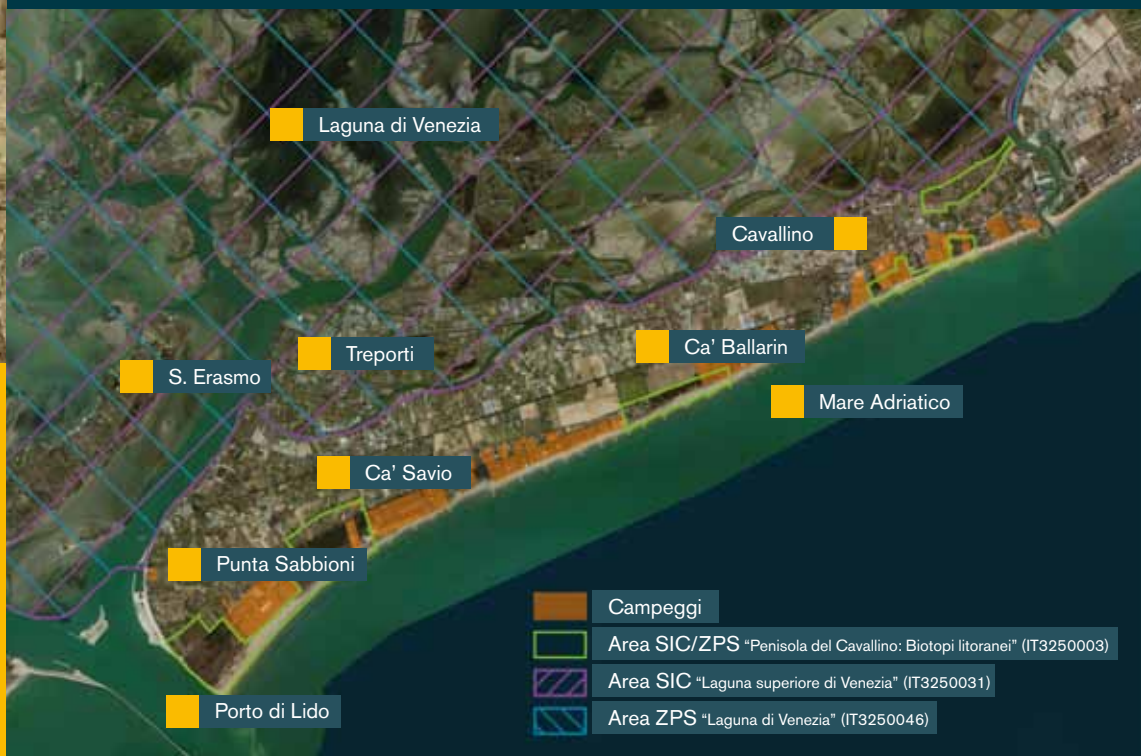 Laguna di Venezia
Cavallino
Ca' Ballarin
Treporti
S. Erasmo
Mare Adriatico
Ca' Savio
Punta Sabbioni
Porto di Lido
Campeggi
Area SIC/ZPS “Penisola del Cavallino: Biotopi litoranei” (IT3250003)
Area SIC “Laguna superiore di Venezia” (IT3250031)
Area ZPS “Laguna di Venezia” (IT3250046)